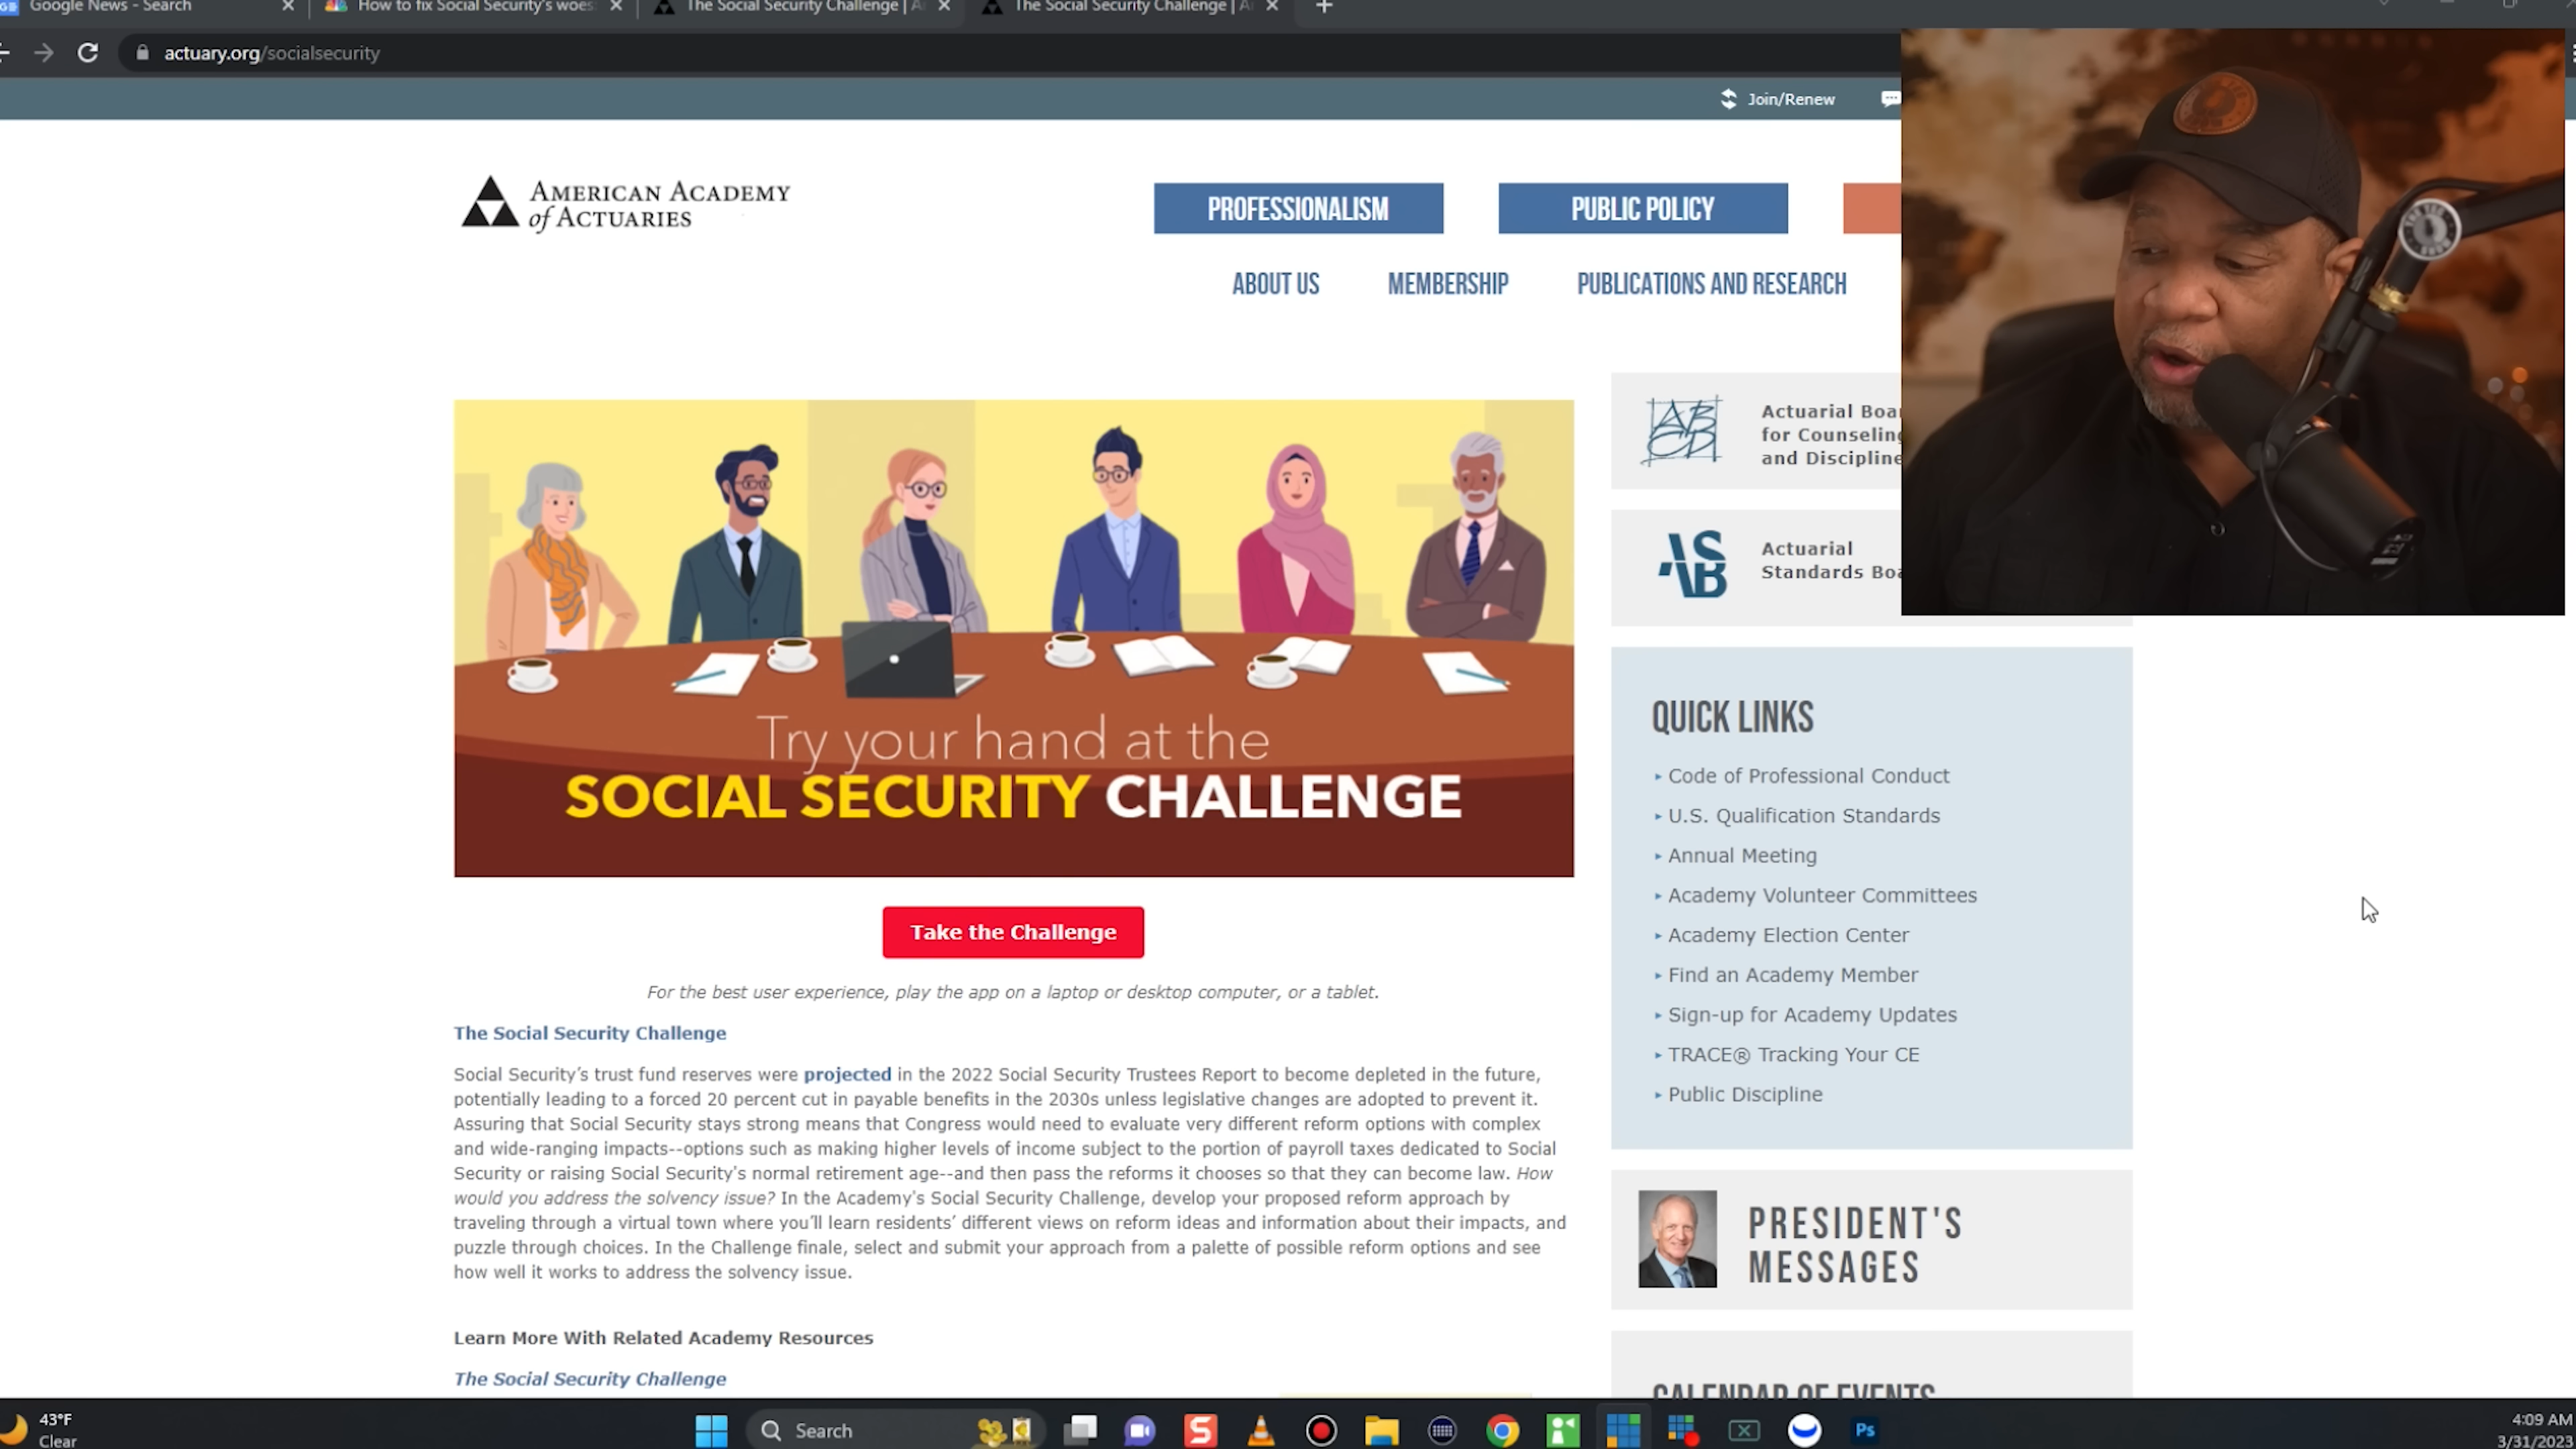 Google News - Search
How to fix Social Security's woes
The Social Security Challenge | A
The Social Security Challenge | A
actuary.org/socialsecurity
Join/Renew
AMERICAN ACADEMY
of ACTUARIES
PROFESSIONALISM
PUBLIC POLICY
ABOUT US
MEMBERSHIP
PUBLICATIONS AND RESEARCH
Try your hand at the
SOCIAL SECURITY CHALLENGE
Take the Challenge
For the best user experience, play the app on a laptop or desktop computer, or a tablet.
The Social Security Challenge
Social Security's trust fund reserves were projected in the 2022 Social Security Trustees Report to become depleted in the future,
potentially leading to a forced 20 percent cut in payable benefits in the 2030s unless legislative changes are adopted to prevent it.
Assuring that Social Security stays strong means that Congress would need to evaluate very different reform options with complex
and wide-ranging impacts--options such as making higher levels of income subject to the portion of payroll taxes dedicated to Social
Security or raising Social Security's normal retirement age--and then pass the reforms it chooses so that they can become law. How
would you address the solvency issue? In the Academy's Social Security Challenge, develop your proposed reform approach by
traveling through a virtual town where you'll learn residents' different views on reform ideas and information about their impacts, and
puzzle through choices. In the Challenge finale, select and submit your approach from a palette of possible reform options and see
how well it works to address the solvency issue.
Learn More With Related Academy Resources
The Social Security Challenge
ABCD
Actuarial Boa
for Counseling
and Discipline
ASB
Actuarial
Standards Boa
QUICK LINKS
Code of Professional Conduct
U.S. Qualification Standards
Annual Meeting
Academy Volunteer Committees
Academy Election Center
Find an Academy Member
Sign-up for Academy Updates
TRACE® Tracking Your CE
Public Discipline
PRESIDENT'S
MESSAGES
CALENDAR OF EVENTS
43°F
Clear
Search
S
Ps
4:09 AM
3/31/2023